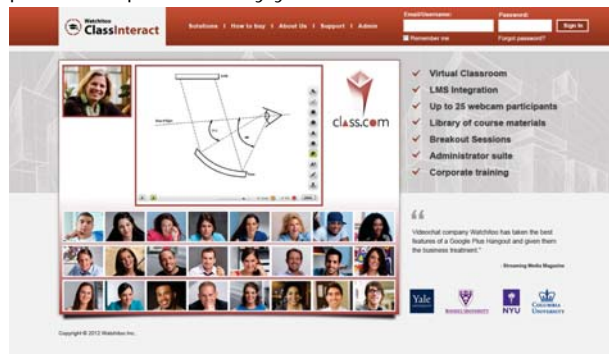 Watchitoo
ClassInteract
Solutions | How to buy | About Us | Support | Admin
Email/Username:
Password:
Sign In
Remember me
Forgot password?
class.com
Virtual Classroom
LMS Integration
Up to 25 webcam participants
Library of course materials
Breakout Sessions
Administrator suite
Corporate training
Videochat company Watchitoo has taken the best
features of a Google Plus Hangout and given them
the business treatment."
- Streaming Media Magazine
Yale
NYU
COLUMBIA
UNIVERSITY
Copyright © 2012 Watchitoo Inc.